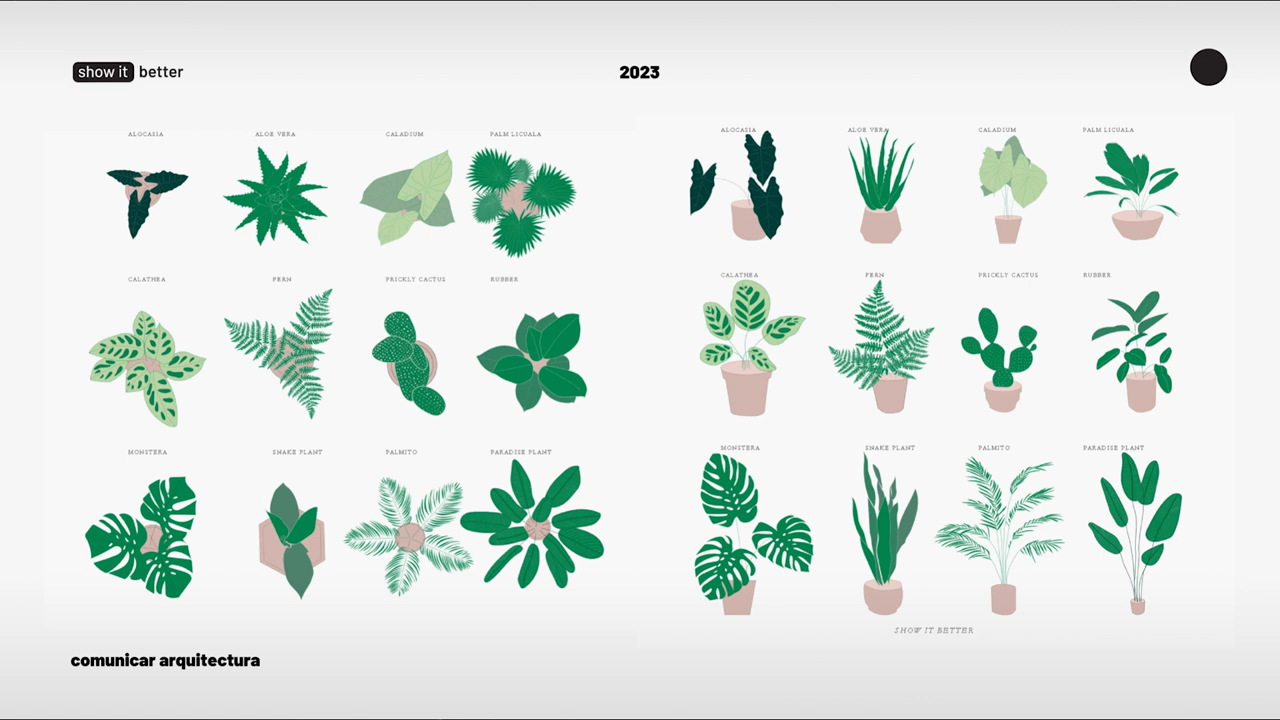 show it better
2023
ALOCASIA ALOE VERA CALADIUM PALM LICUALA
CALATHEA FERN PRICKLY CACTUS RUBBER
MONSTERA SNAKE PLANT PALMITO PARADISE PLANT
ALOCASIA ALOE VERA CALADIUM PALM LICUALA
CALATHEA FERN PRICKLY CACTUS RUBBER
MONSTERA SNAKE PLANT PALMITO PARADISE PLANT
SHOW IT BETTER
comunicar arquitectura